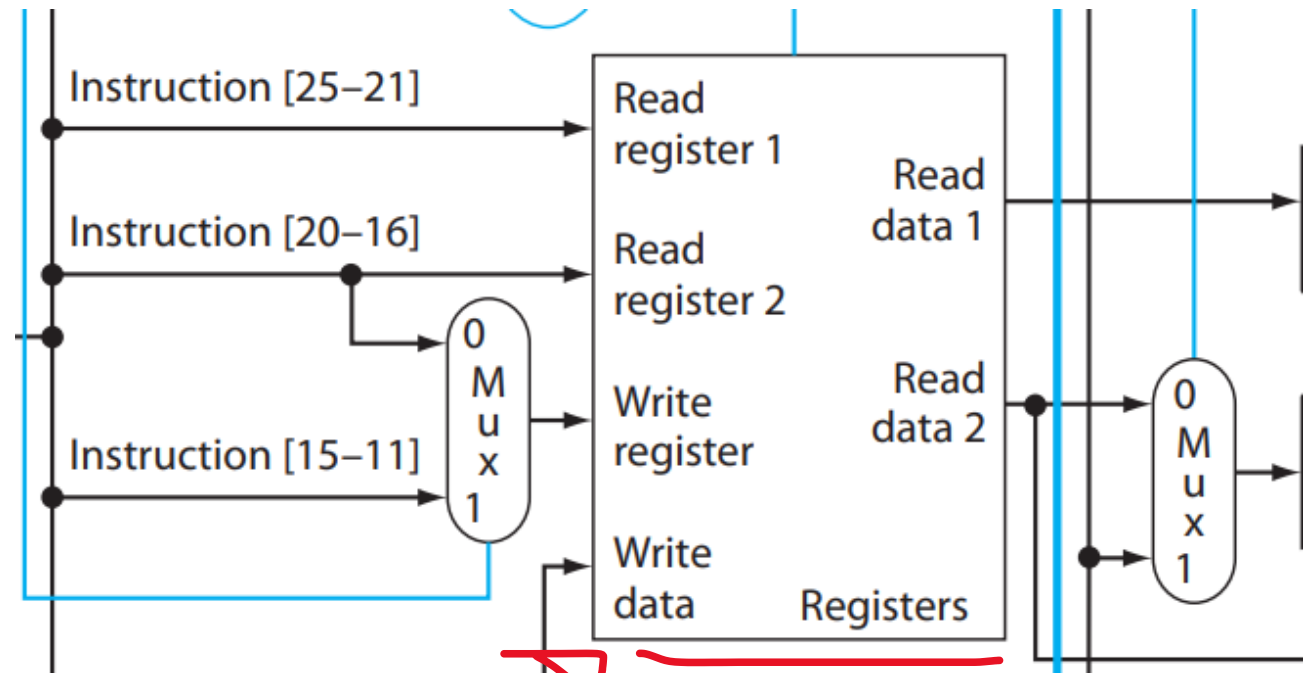 Instruction [25–21]
Instruction [20–16]
0
M
u
x
1
Instruction [15–11]
Read
register 1
Read
register 2
Write
register
Write
data
Read
data 1
Read
data 2
Registers
0
M
u
x
1